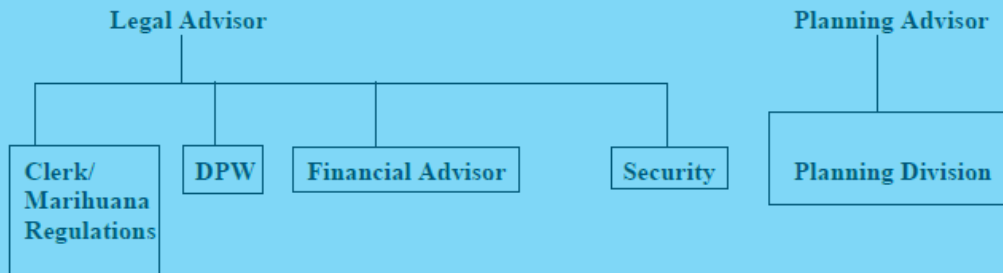 Legal Advisor
Planning Advisor
Clerk/
Marihuana
Regulations
DPW
Financial Advisor
Security
Planning Division